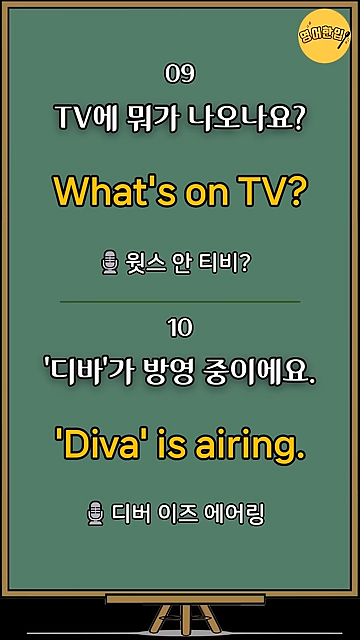 영어한입
09
TV에 뭐가 나오나요?
What's on TV?
윗스 안 티비?
10
'디바'가 방영 중이에요.
'Diva' is airing.
디버 이즈 에어링